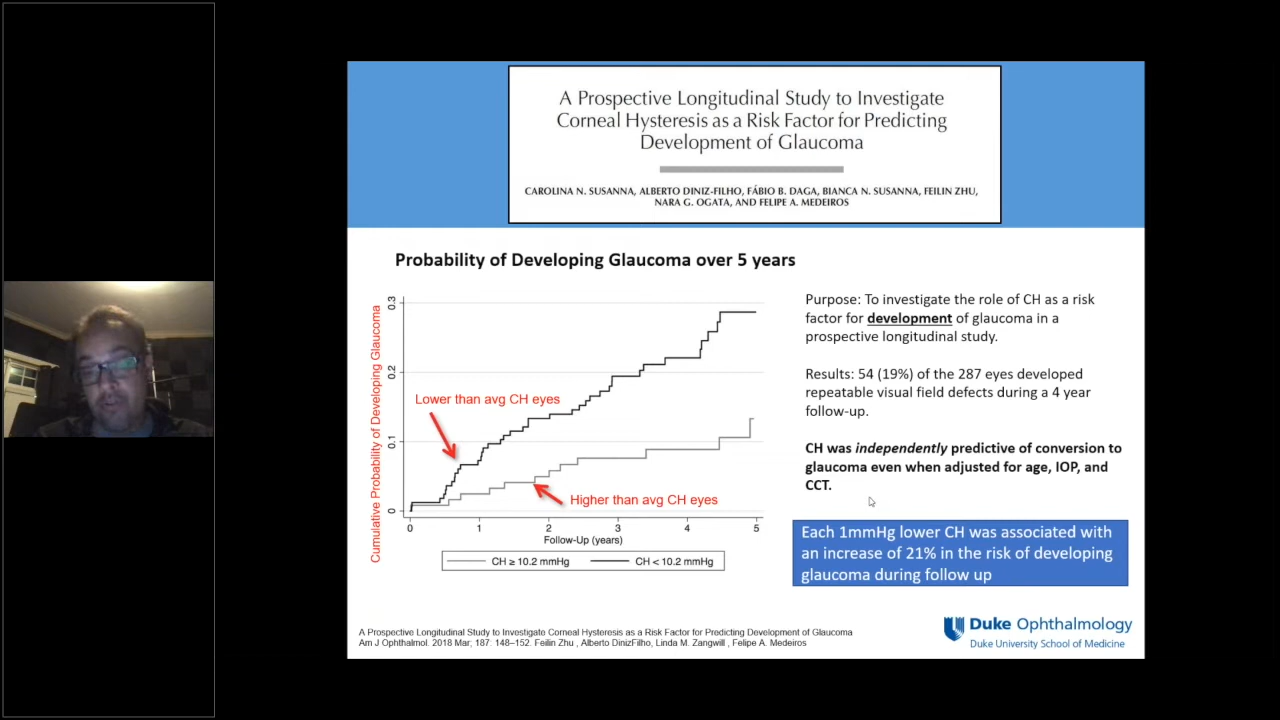 A Prospective Longitudinal Study to Investigate
Corneal Hysteresis as a Risk Factor for Predicting
Development of Glaucoma
CAROLINA N. SUSANNA, ALBERTO DINIZ-FILHO, FÁBIO B. DAGA, BIANCA N. SUSANNA, FEILIN ZHU,
NARA G. OGATA, AND FELIPE A. MEDEIROS
Probability of Developing Glaucoma over 5 years
Cumulative Probability of Developing Glaucoma
0.3
0.2
0.1
0
Lower than avg CH eyes
Higher than avg CH eyes
0 1 2 3 4 5
Follow-Up (years)
CH ≥ 10.2 mmHg CH < 10.2 mmHg
Purpose: To investigate the role of CH as a risk
factor for development of glaucoma in a
prospective longitudinal study.
Results: 54 (19%) of the 287 eyes developed
repeatable visual field defects during a 4 year
follow-up.
CH was independently predictive of conversion to
glaucoma even when adjusted for age, IOP, and
CCT.
Each 1mmHg lower CH was associated with
an increase of 21% in the risk of developing
glaucoma during follow up
A Prospective Longitudinal Study to Investigate Corneal Hysteresis as a Risk Factor for Predicting Development of Glaucoma
Am J Ophthalmol. 2018 Mar; 187: 148–152. Feilin Zhu , Alberto DinizFilho, Linda M. Zangwill , Felipe A. Medeiros
Duke Ophthalmology
Duke University School of Medicine